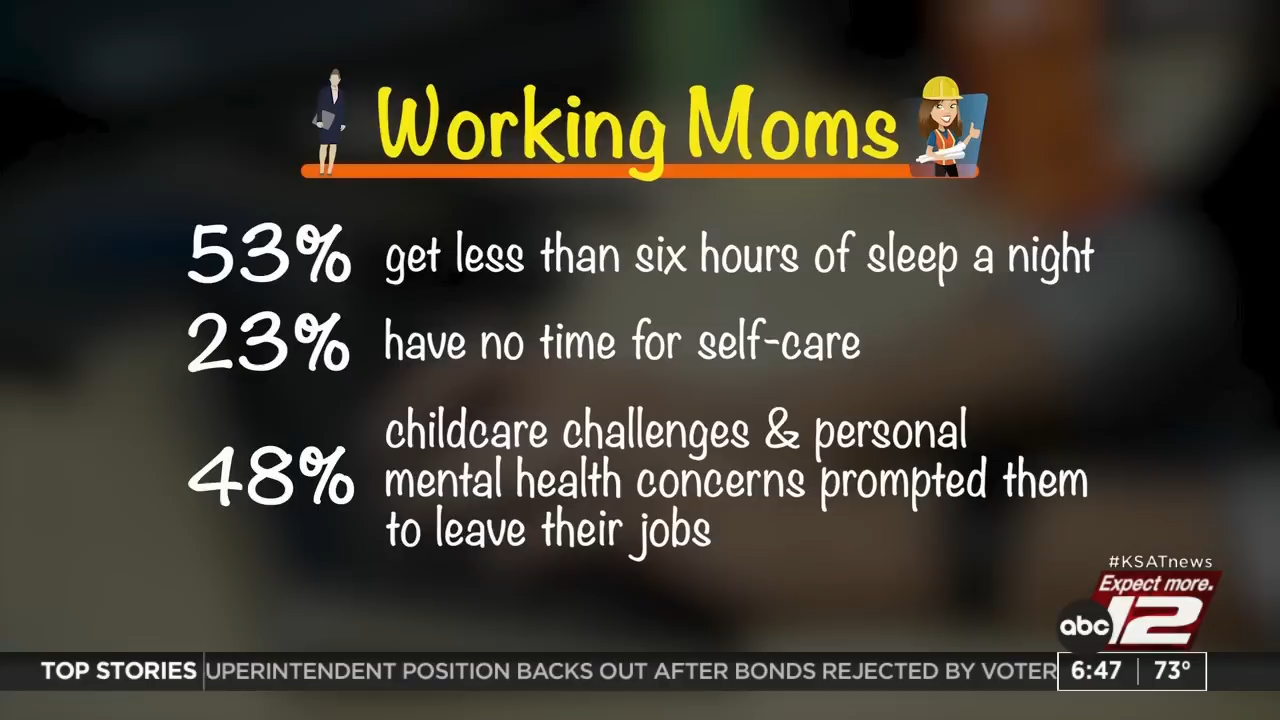 Working Moms
53% get less than six hours of sleep a night
23% have no time for self-care
48% childcare challenges & personal
mental health concerns prompted them
to leave their jobs
#KSATnews
Expect more.
abc 12
TOP STORIES UPERINTENDENT POSITION BACKS OUT AFTER BONDS REJECTED BY VOTER 6:47 73°